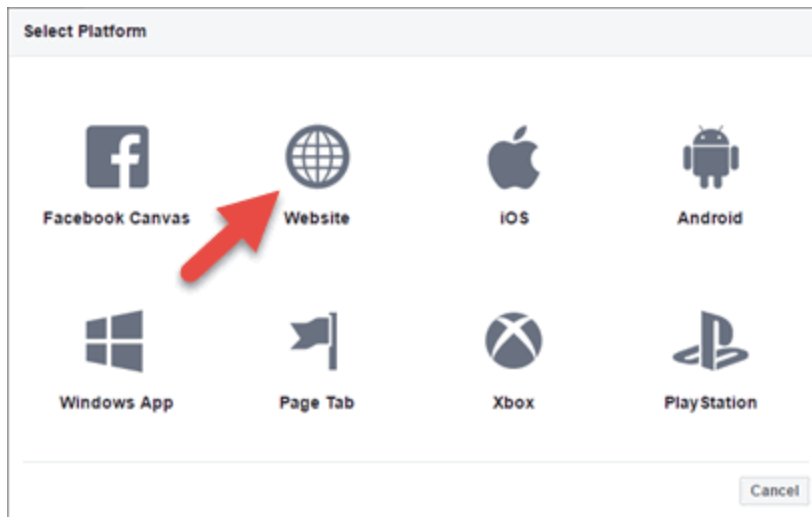 Select Platform
Facebook Canvas Website iOS Android
Windows App Page Tab Xbox PlayStation
Cancel